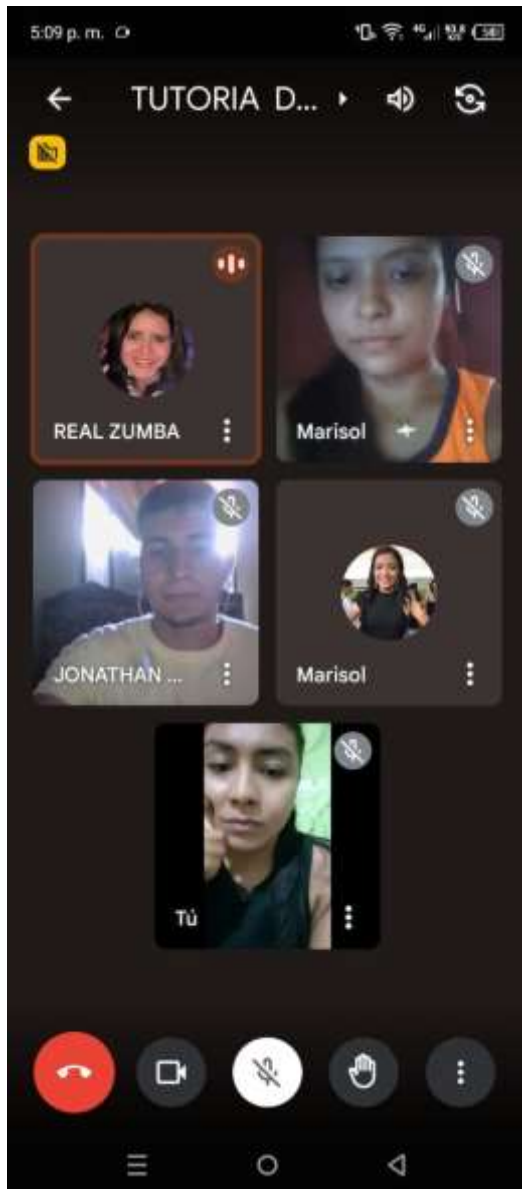 5:09 p. m.
TUTORIA D...
REAL ZUMBA
Marisol
JONATHAN ...
Marisol
Tú